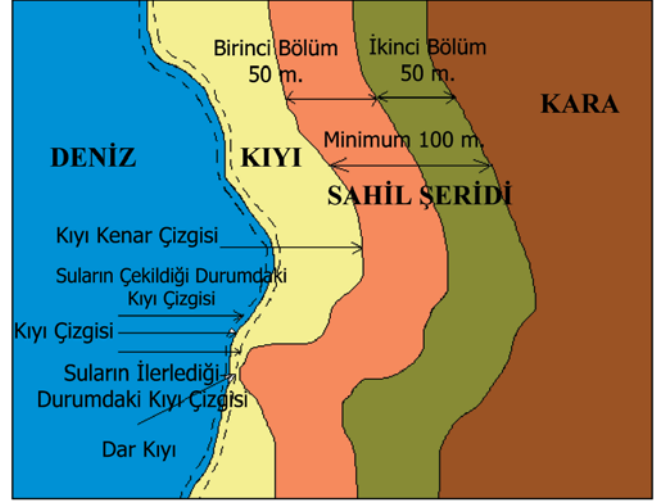 Birinci Bölüm
50 m.
İkinci Bölüm
50 m.
KARA
Minimum 100 m.
DENİZ
KIYI
SAHİL ŞERİDİ
Kıyı Kenar Çizgisi
Suların Çekildiği Durumdaki
Kıyı Çizgisi
Kıyı Çizgisi
Suların İlerlediği
Durumdaki Kıyı Çizgisi
Dar Kıyı